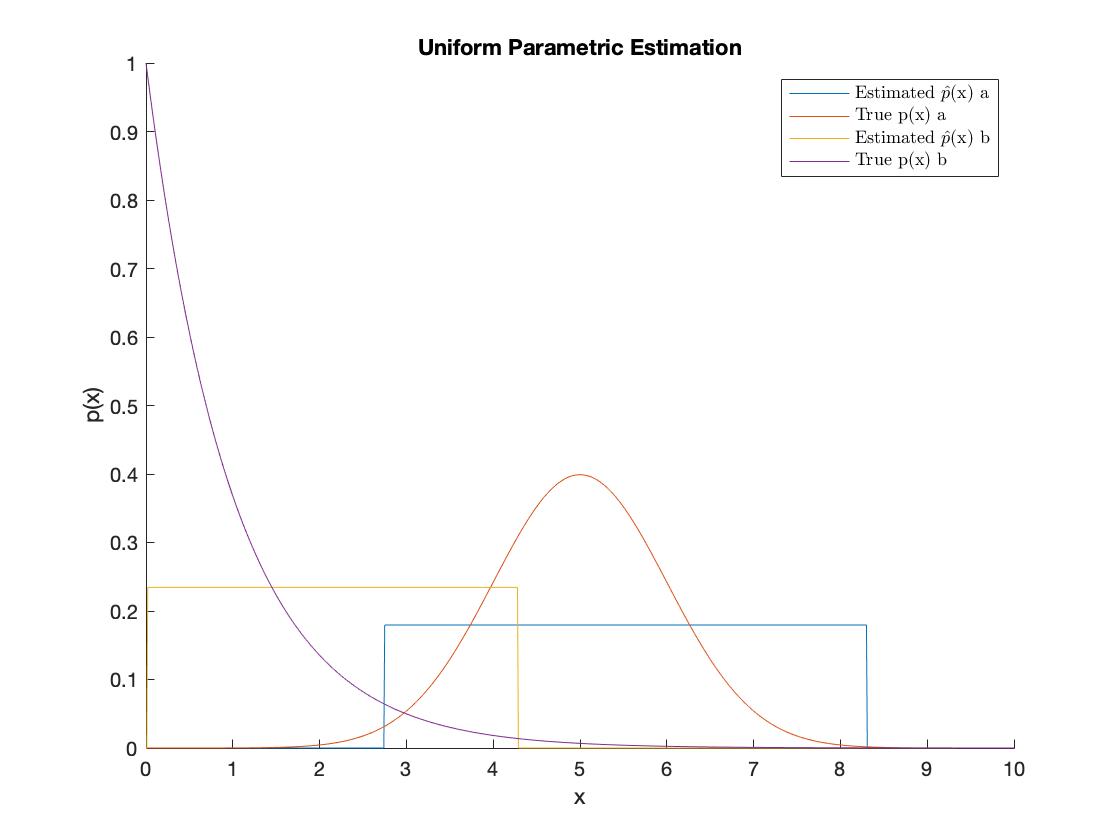 Uniform Parametric Estimation
Estimated p̂(x) a
True p(x) a
Estimated p̂(x) b
True p(x) b
1
0.9
0.8
0.7
0.6
0.5
0.4
0.3
0.2
0.1
0
p(x)
0 1 2 3 4 5 6 7 8 9 10
x